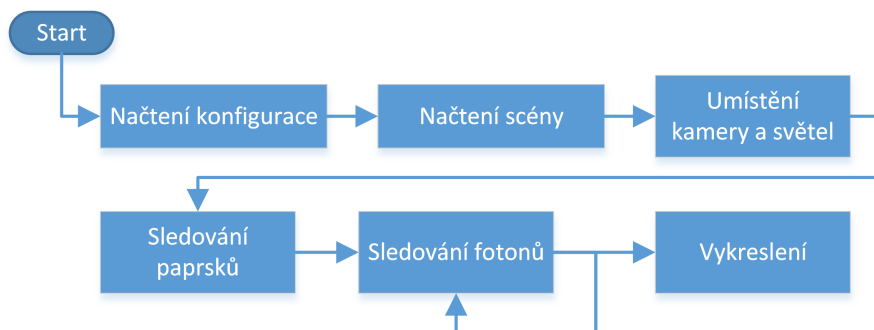 Start
Načtení konfigurace
Načtení scény
Umístění
kamery a světel
Sledování
paprsků
Sledování fotonů
Vykreslení